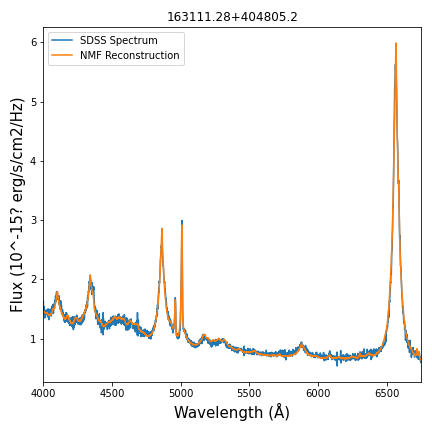 163111.28+404805.2
SDSS Spectrum
NMF Reconstruction
Flux (10^-15? erg/s/cm2/Hz)
6
5
4
3
2
1
4000 4500 5000 5500 6000 6500
Wavelength (Å)